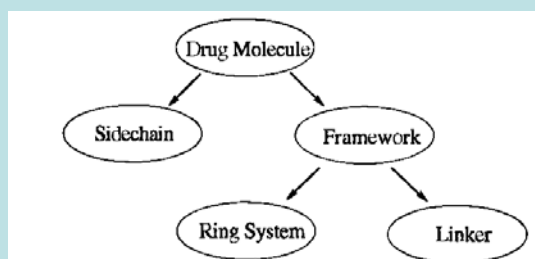 Drug Molecule
Sidechain
Framework
Ring System
Linker